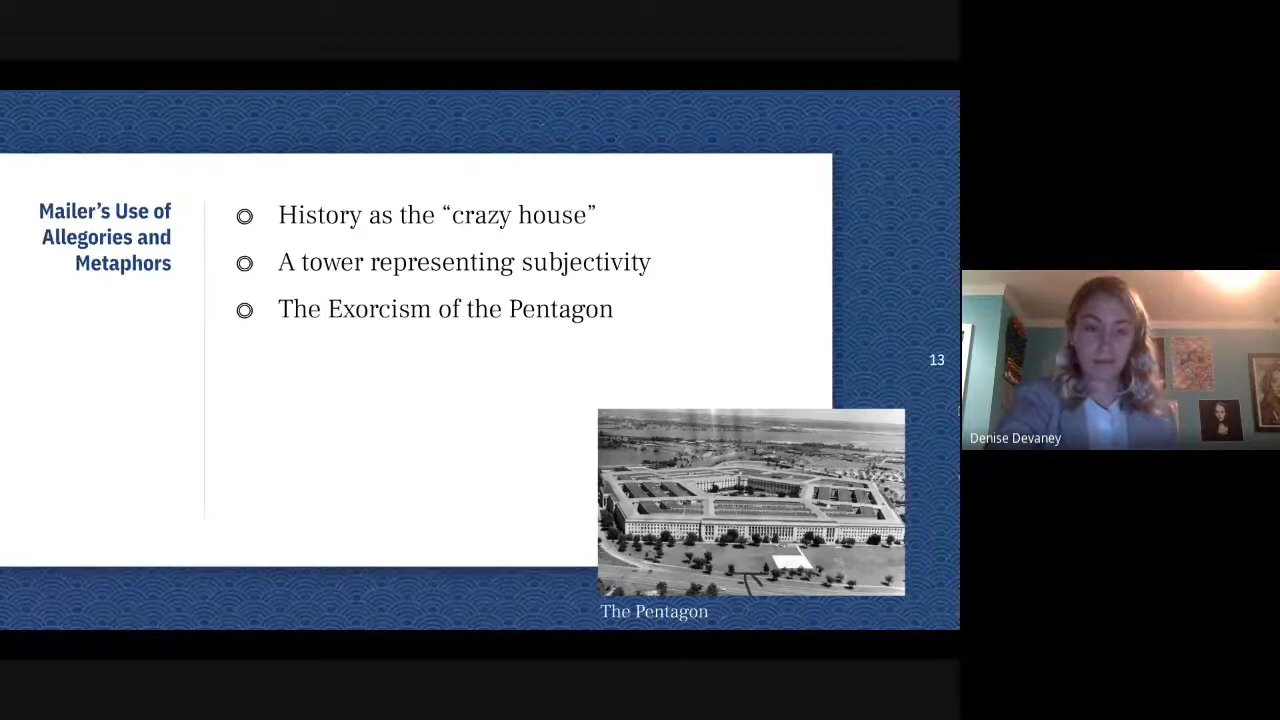 Mailer’s Use of
Allegories and
Metaphors
History as the “crazy house”
A tower representing subjectivity
The Exorcism of the Pentagon
13
The Pentagon
Denise Devaney